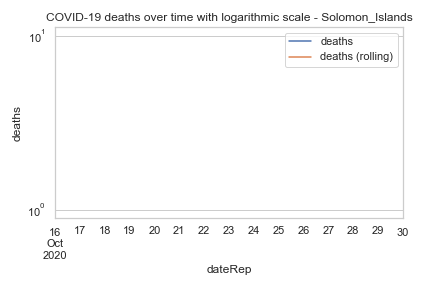 COVID-19 deaths over time with logarithmic scale - Solomon_Islands
10¹
deaths
deaths (rolling)
deaths
10⁰
16 17 18 19 20 21 22 23 24 25 26 27 28 29 30
Oct
2020
dateRep